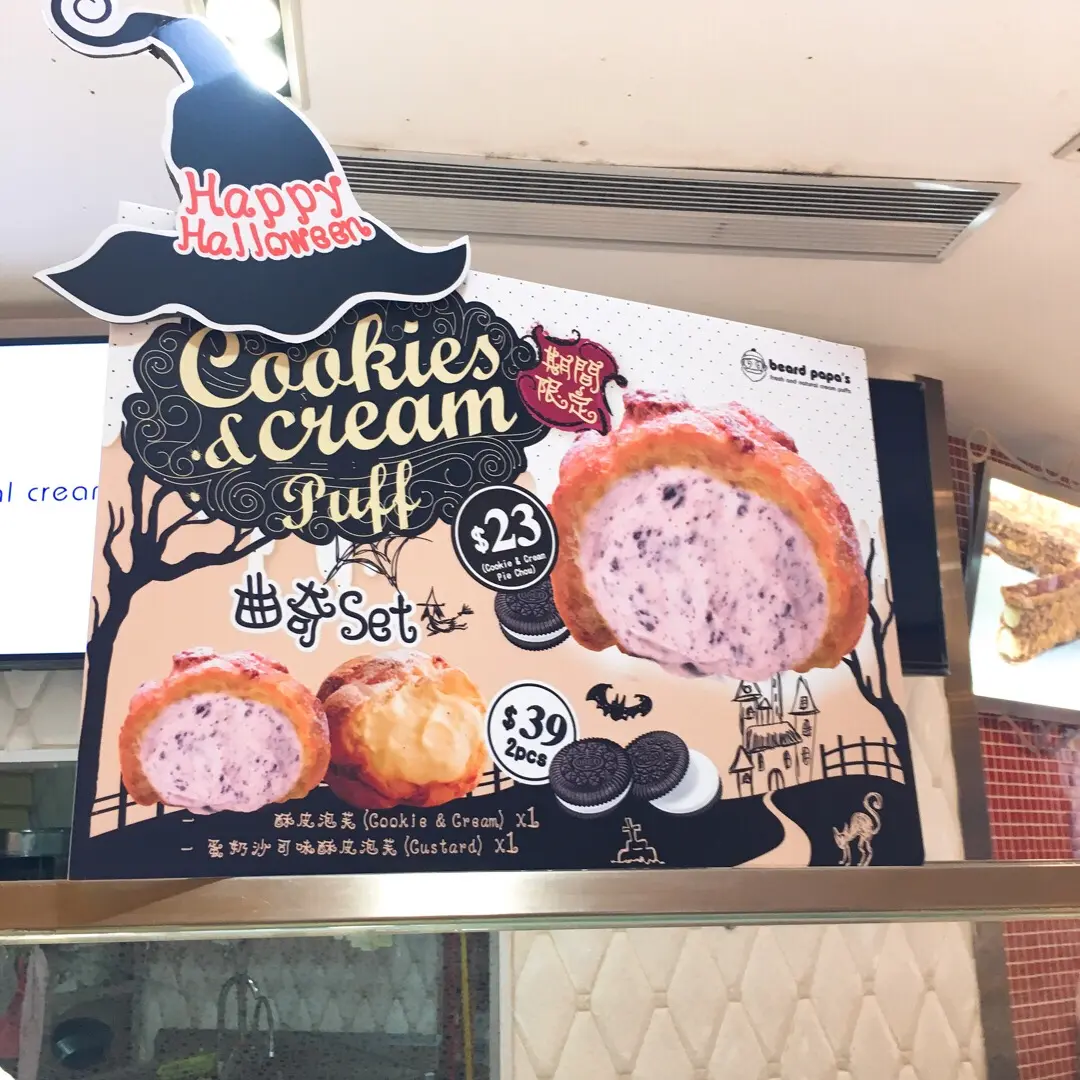 Happy
Halloween
Cookies
& cream
Puff
期間
限定
beard papa's
fresh and natural cream puffs
$23
(Cookie & Cream
Pie Chou)
曲奇Set
$39
2pcs
酥皮泡芙 (Cookie & Cream) x1
蛋奶沙司味酥皮泡芙 (Custard) x1
al crea